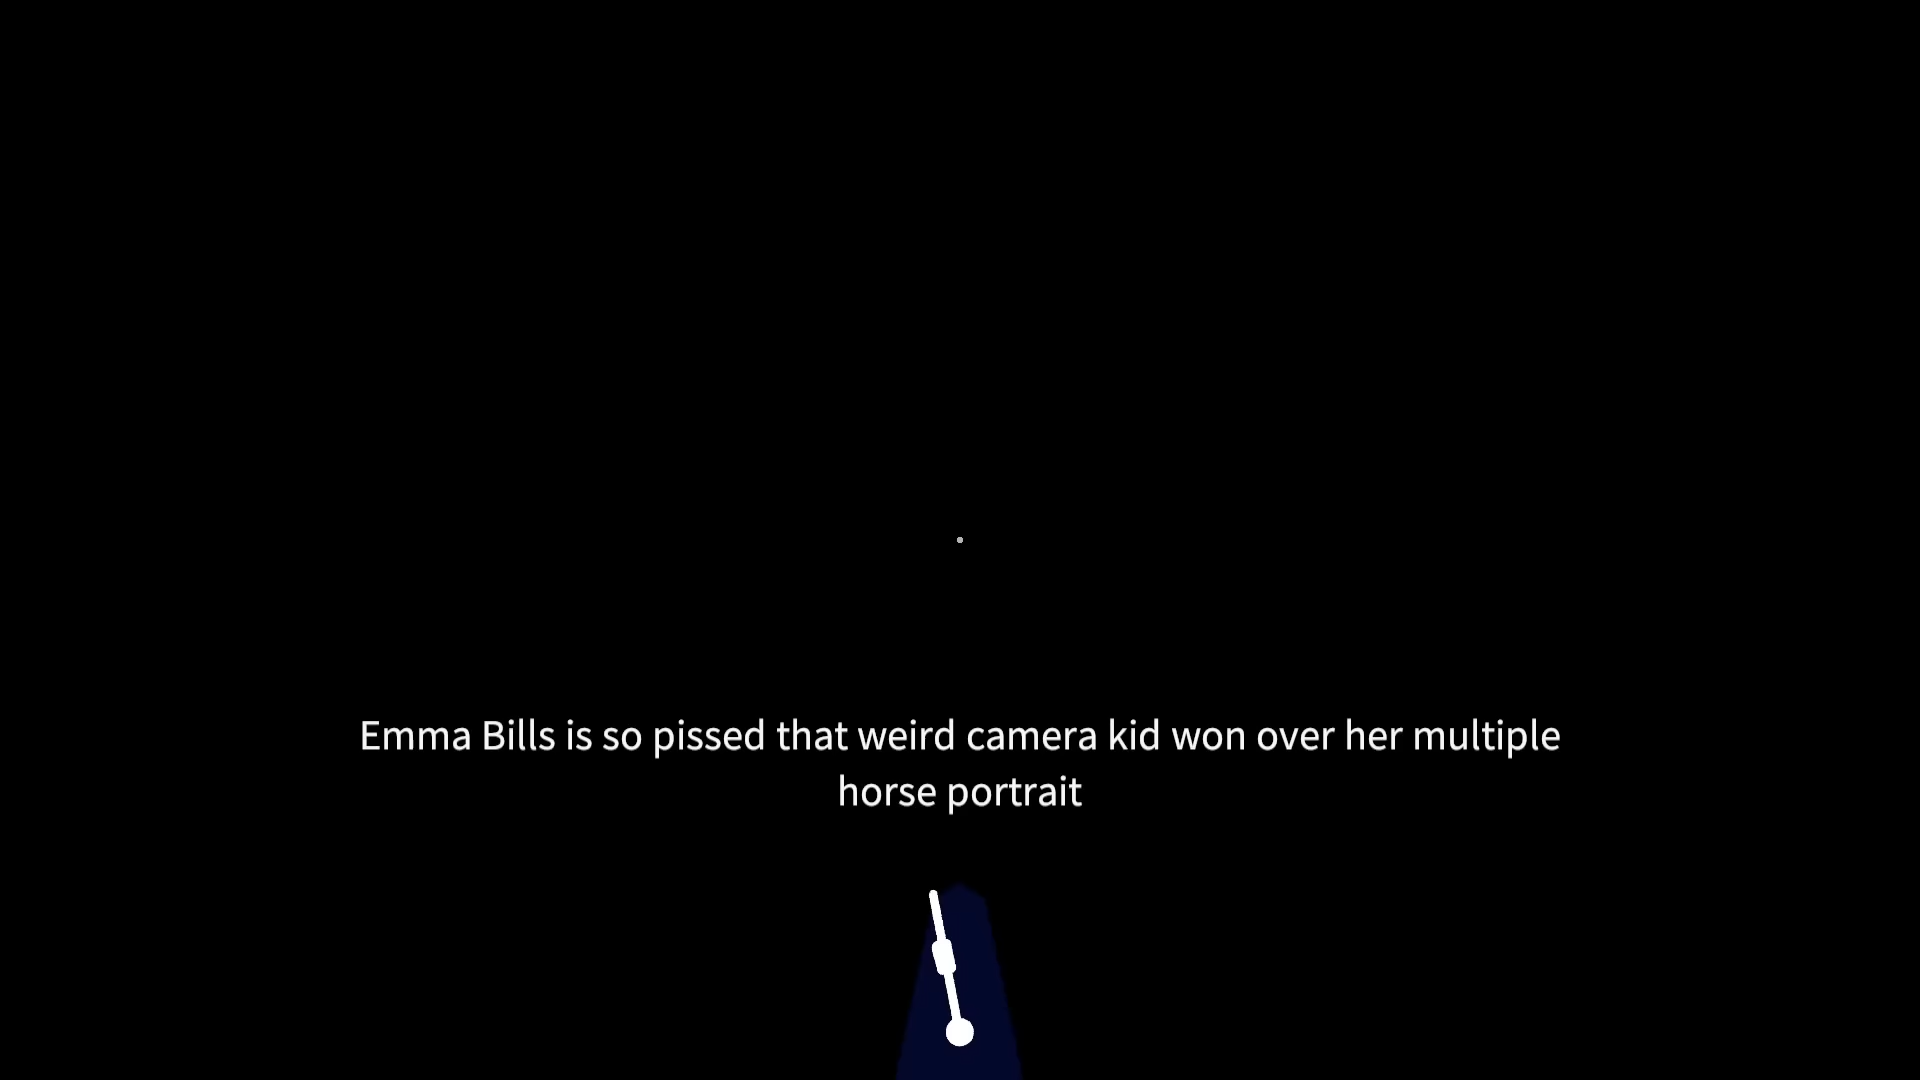 Emma Bills is so pissed that weird camera kid won over her multiple
horse portrait